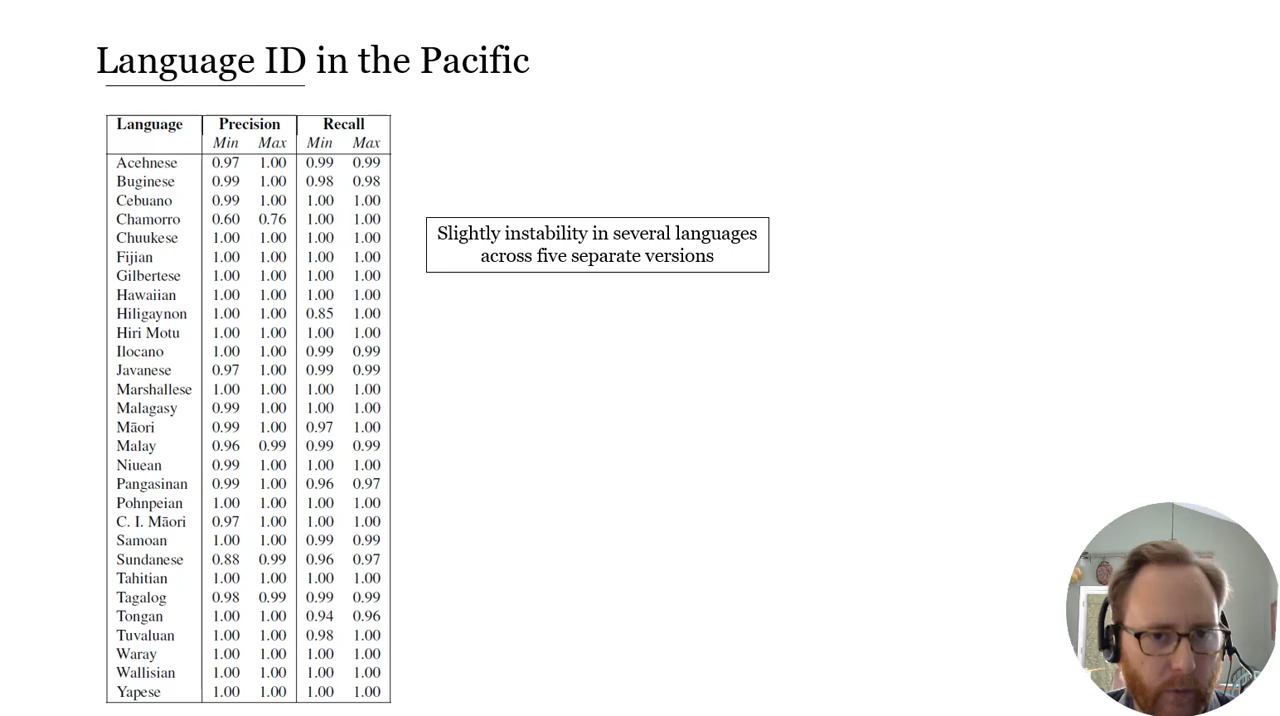 Language ID in the Pacific
Language Precision Recall
Min Max Min Max
Acehnese 0.97 1.00 0.99 0.99
Buginese 0.99 1.00 0.98 0.98
Cebuano 0.99 1.00 1.00 1.00
Chamorro 0.60 0.76 1.00 1.00
Chuukese 1.00 1.00 1.00 1.00
Fijian 1.00 1.00 1.00 1.00
Gilbertese 1.00 1.00 1.00 1.00
Hawaiian 1.00 1.00 1.00 1.00
Hiligaynon 1.00 1.00 0.85 1.00
Hiri Motu 1.00 1.00 1.00 1.00
Ilocano 1.00 1.00 0.99 0.99
Javanese 0.97 1.00 0.99 0.99
Marshallese 1.00 1.00 1.00 1.00
Malagasy 0.99 1.00 1.00 1.00
Māori 0.99 1.00 0.97 1.00
Malay 0.96 0.99 0.99 0.99
Niuean 0.99 1.00 1.00 1.00
Pangasinan 0.99 1.00 0.96 0.97
Pohnpeian 1.00 1.00 1.00 1.00
C. I. Māori 0.97 1.00 1.00 1.00
Samoan 1.00 1.00 0.99 0.99
Sundanese 0.88 0.99 0.96 0.97
Tahitian 1.00 1.00 1.00 1.00
Tagalog 0.98 0.99 0.99 0.99
Tongan 1.00 1.00 0.94 0.96
Tuvaluan 1.00 1.00 0.98 1.00
Waray 1.00 1.00 1.00 1.00
Wallisian 1.00 1.00 1.00 1.00
Yapese 1.00 1.00 1.00 1.00
Slightly instability in several languages
across five separate versions